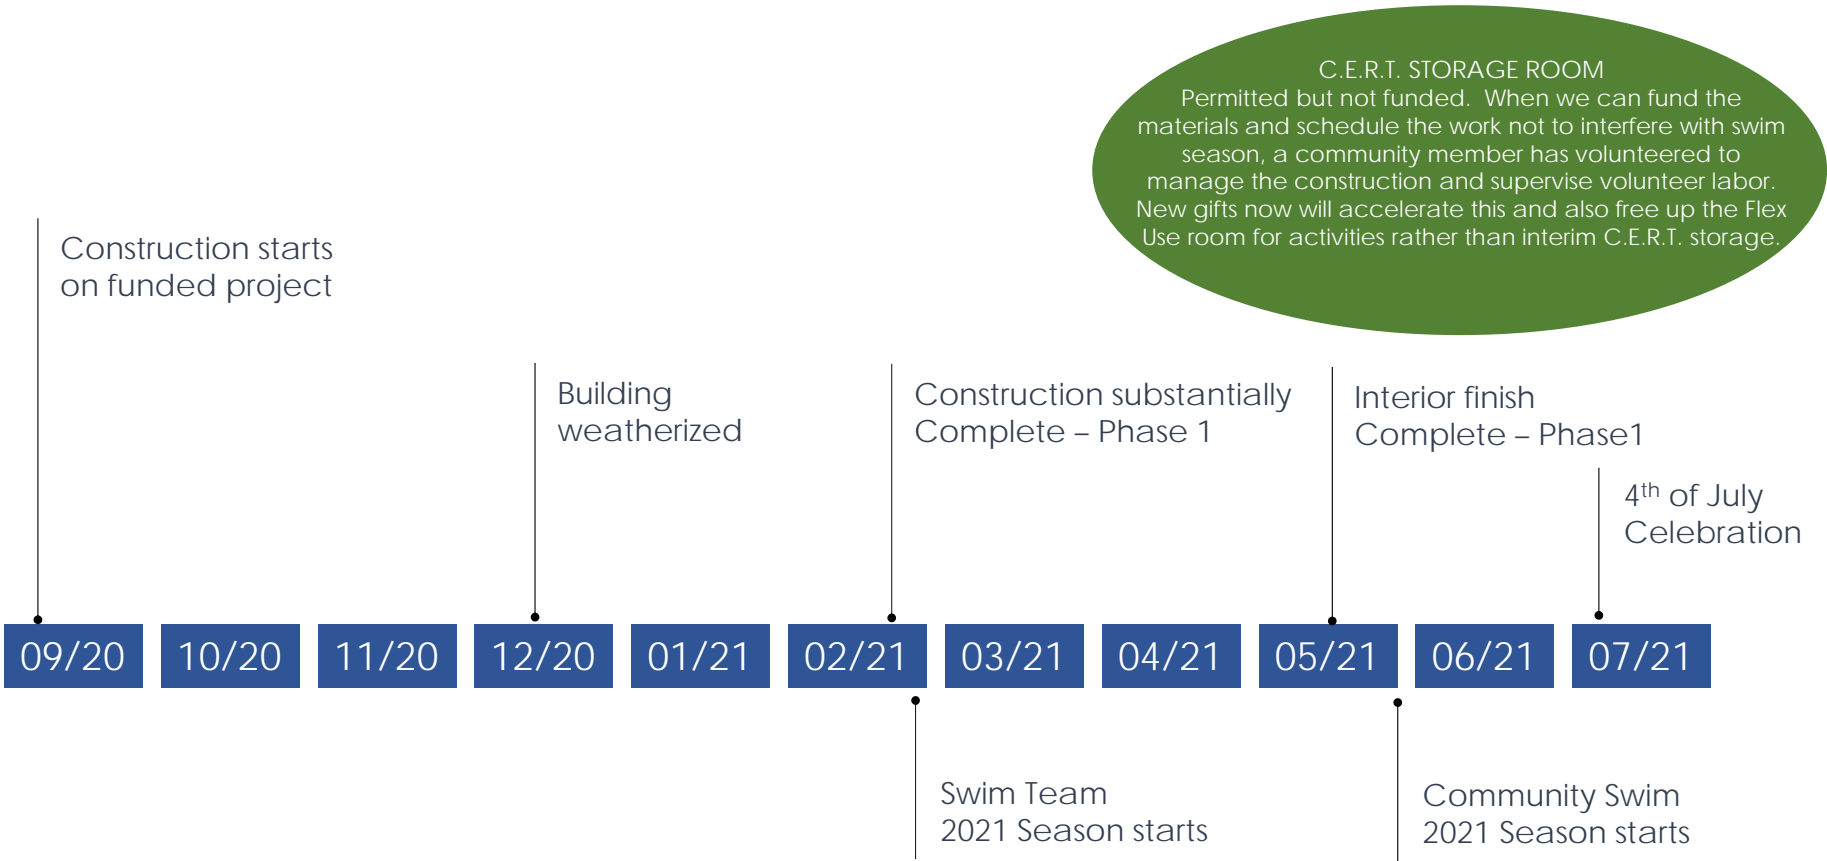 C.E.R.T. STORAGE ROOM
Permitted but not funded. When we can fund the
materials and schedule the work not to interfere with swim
season, a community member has volunteered to
manage the construction and supervise volunteer labor.
New gifts now will accelerate this and also free up the Flex
Use room for activities rather than interim C.E.R.T. storage.
Construction starts
on funded project
Building
weatherized
Construction substantially
Complete – Phase 1
Interior finish
Complete – Phase1
4th of July
Celebration
09/20 10/20 11/20 12/20 01/21 02/21 03/21 04/21 05/21 06/21 07/21
Swim Team
2021 Season starts
Community Swim
2021 Season starts